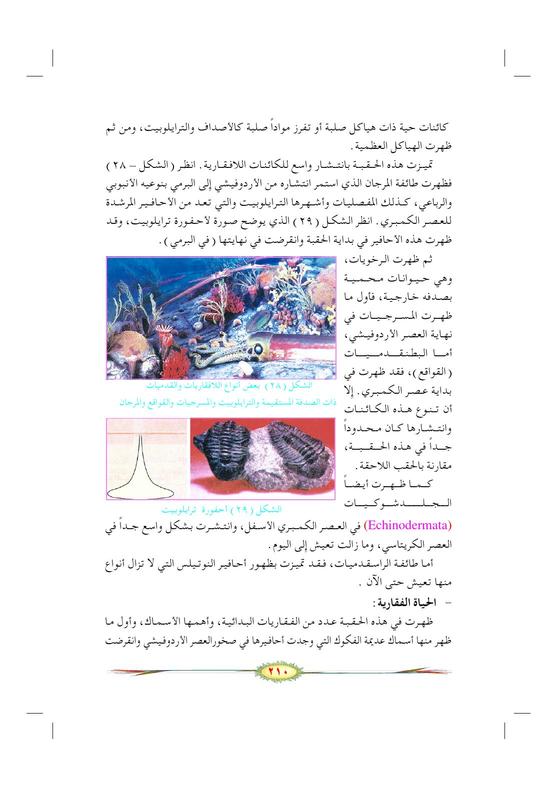 كائنات حية ذات هياكل صلبة أو تفرز مواداً صلبة كالأصداف والترايلوبيت، ومن ثم
ظهرت الهياكل العظمية.
تميزت هذه الحقبة بانتشار واسع للكائنات اللافقارية. انظر (الشكل – ٢٨)
فظهرت طائفة المرجان الذي استمر انتشاره من الأردوفيشي إلى البرمي بنوعيه الأنبوبي
والرباعي، كذلك المفصليات وأشهرها الترايلوبيت والتي تعد من الأحافير المرشدة
للعصر الكمبري. انظر الشكل (٢٩) الذي يوضح صورة لأحفورة ترايلوبيت، وقد
ظهرت هذه الأحافير في بداية الحقبة وانقرضت في نهايتها (في البرمي).
ثم ظهرت الرخويات،
وهي حيوانات محمية
بصدفه خارجية، فأول ما
ظهرت المسرجيات في
نهاية العصر الأردوفيشي،
أما البطنقدميات
(القواقع)، فقد ظهرت في
بداية عصر الكمبري. إلا
أن تنوع هذه الكائنات
وانتشارها كان محدوداً
جداً في هذه الحقبة،
مقارنة بالحقب اللاحقة.
كما ظهرت أيضاً
الجلدشوكيات
الشكل (٢٨) بعض أنواع اللافقاريات والقدميات
ذات الصدفة المستقيمة والترايلوبيت والمسرجيات والقواقع والمرجان
الشكل (٢٩) أحفورة ترايلوبيت
(Echinodermata) في العصر الكمبري الأسفل، وانتشرت بشكل واسع جداً في
العصر الكريتاسي، وما زالت تعيش إلى اليوم.
أما طائفة الراسقدميات، فقد تميزت بظهور أحافير النوتيلس التي لا تزال أنواع
منها تعيش حتى الآن .
– الحياة الفقارية:
ظهرت في هذه الحقبة عدد من الفقاريات البدائية، وأهمها الأسماك، وأول ما
ظهر منها أسماك عديمة الفكوك التي وجدت أحافيرها في صخورالعصر الأردوفيشي وانقرضت
٢١٠